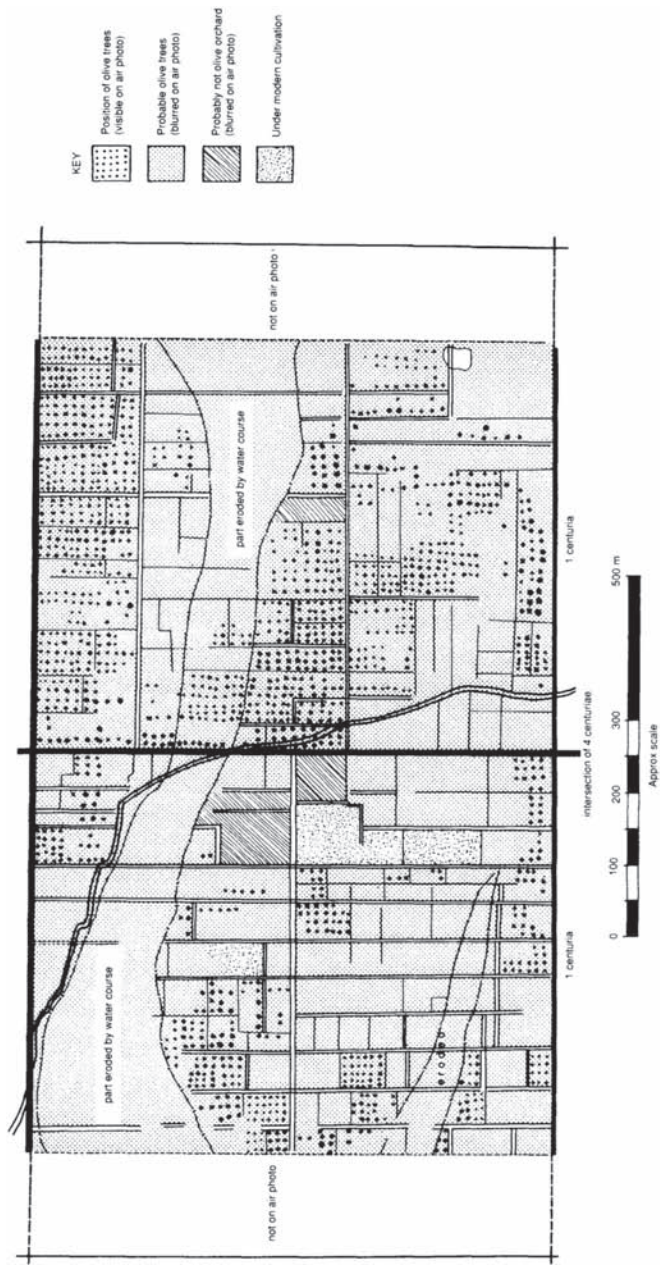 KEY
Position of olive trees
(visible on air photo)
Probable olive trees
(blurred on air photo)
Probably not olive orchard
(blurred on air photo)
Under modern cultivation
not on air photo
part eroded by water course
part eroded by water course
not on air photo
eroded
1 centuria
intersection of 4 centuriae
1 centuria
0
100
200
300
500 m
Approx scale